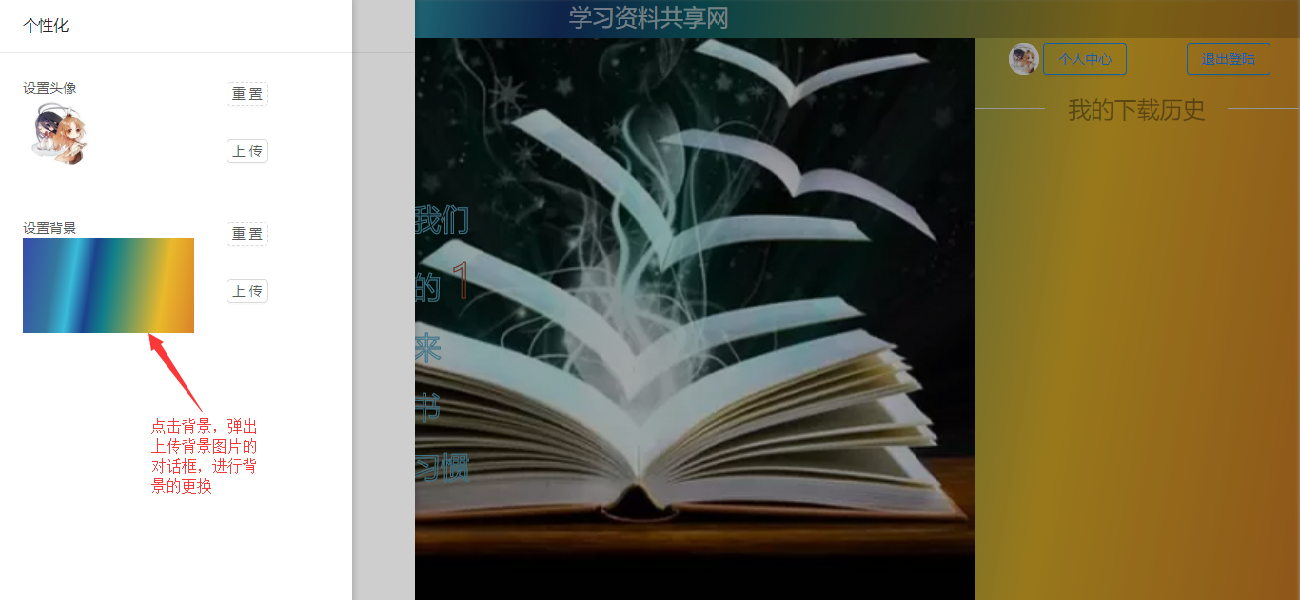 个性化
设置头像
重置
上传
设置背景
重置
上传
点击背景，弹出
上传背景图片的
对话框，进行背
景的更换
学习资料共享网
我们
的1
来
书
习惯
个人中心
退出登陆
我的下载历史